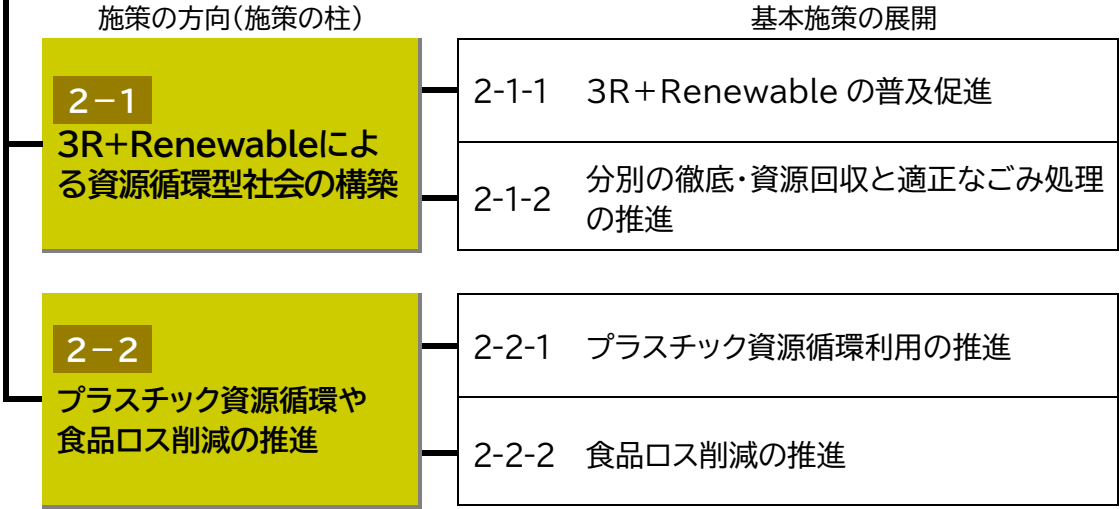 施策の方向(施策の柱)
基本施策の展開
2-1
3R+Renewableによ
る資源循環型社会の構築
2-1-1 3R+Renewable の普及促進
2-1-2 分別の徹底・資源回収と適正なごみ処理
の推進
2-2
プラスチック資源循環や
食品ロス削減の推進
2-2-1 プラスチック資源循環利用の推進
2-2-2 食品ロス削減の推進